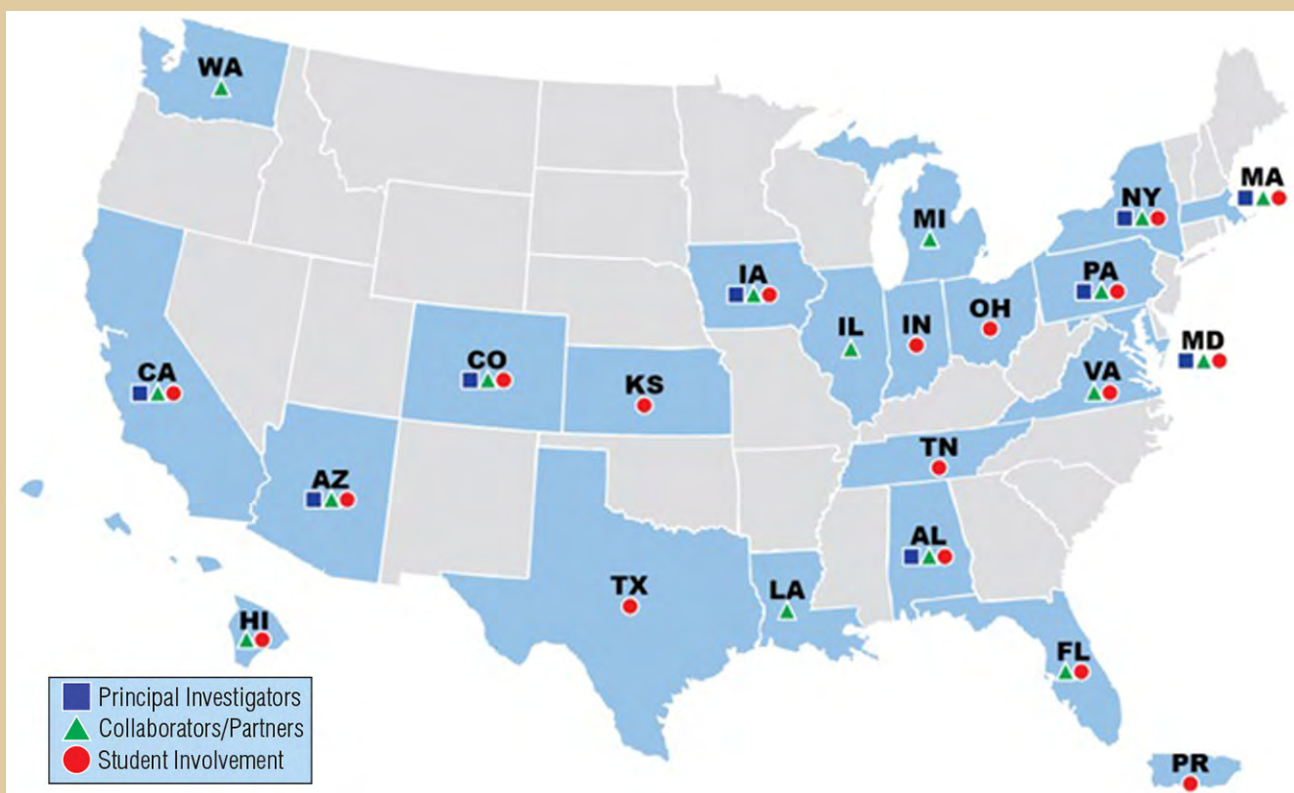 WA
MA
NY
MI
IA
PA
IL
IN
OH
MD
CO
CA
VA
KS
TN
AZ
AL
TX
LA
HI
FL
PR
Principal Investigators
Collaborators/Partners
Student Involvement